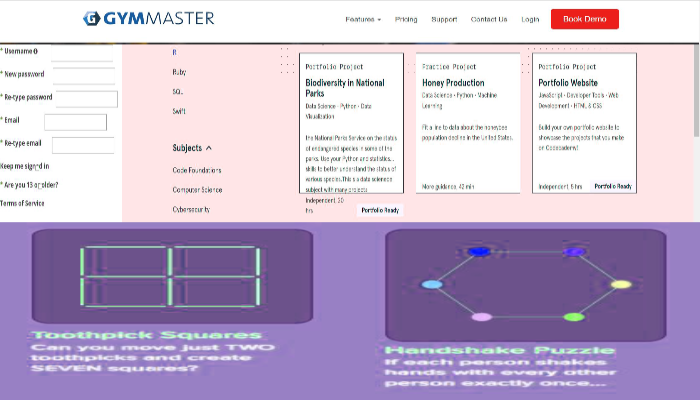 GYMMASTER
Features
Pricing
Support
Contact Us
Login
Book Demo
* Username
* New password
* Re-type password
* Email
* Re-type email
Keep me signed in
* Are you 13 or older?
Terms of Service
R
Ruby
SQL
Swift
Subjects
Code Foundations
Computer Science
Cybersecurity
Portfolio Project
Biodiversity in National
Parks
Data Science • Python • Data
Visualization
the National Parks Service on the status
of endangered species in some of the
parks. Use your Python and statistics...
skills to better understand the status of
various species.This is a data science
subject with many projects
Independent, 20
hrs
Portfolio Ready
Practice Project
Honey Production
Data Science • Python • Machine
Learning
Fit a line to data about the honeybee
population decline in the United States.
More guidance, 42 min
Portfolio Project
Portfolio Website
JavaScript • Developer Tools • Web
Development • HTML & CSS
Build your own portfolio website to
showcase the projects that you make
on Codecademy!
Independent, 5 hrs
Portfolio Ready
Toothpick Squares
Can you move just TWO
toothpicks and create
SEVEN squares?
Handshake Puzzle
If each person shakes
hands with every other
person exactly once...